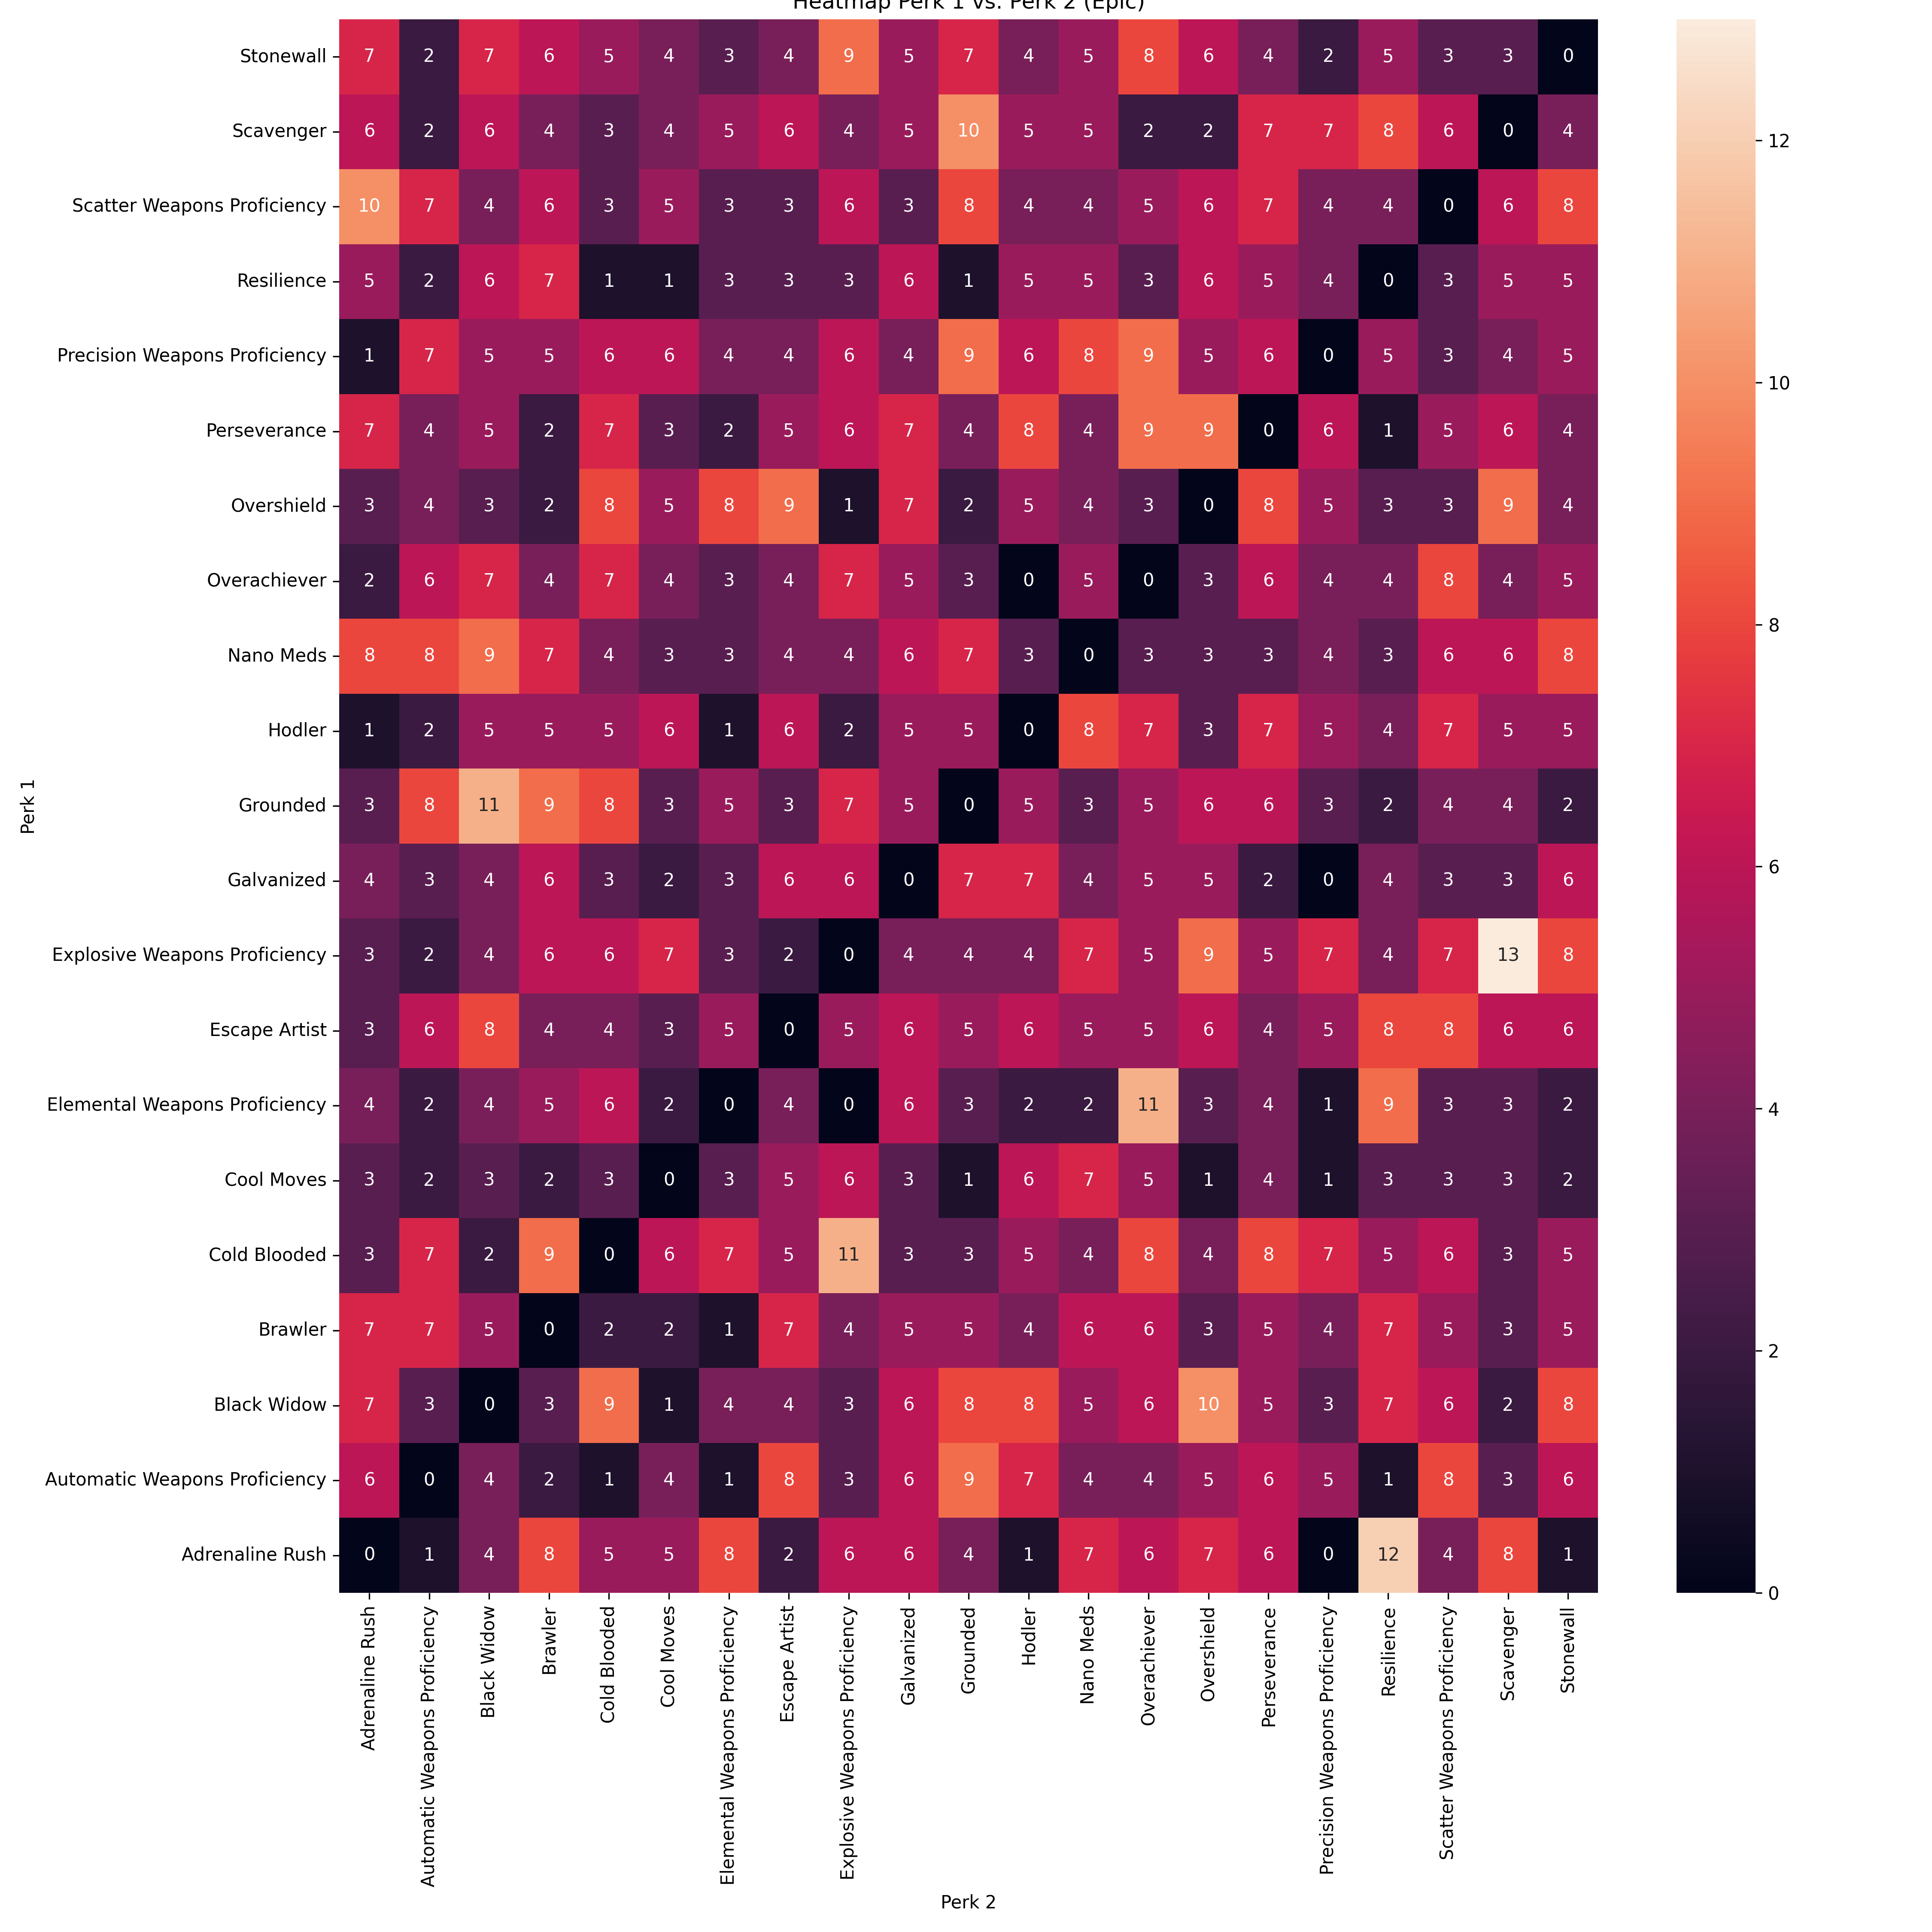 Heatmap Perk 1 vs. Perk 2 (Epic)
Stonewall 7 2 7 6 5 4 3 4 9 5 7 4 5 8 6 4 2 5 3 3 0
Scavenger 6 2 6 4 3 4 5 6 4 5 10 5 5 2 2 7 7 8 6 0 4
Scatter Weapons Proficiency 10 7 4 6 3 5 3 3 6 3 8 4 4 5 6 7 4 4 0 6 8
Resilience 5 2 6 7 1 1 3 3 3 6 1 5 5 3 6 5 4 0 3 5 5
Precision Weapons Proficiency 1 7 5 5 6 6 4 4 6 4 9 6 8 9 5 6 0 5 3 4 5
Perseverance 7 4 5 2 7 3 2 5 6 7 4 8 4 9 9 0 6 1 5 6 4
Overshield 3 4 3 2 8 5 8 9 1 7 2 5 4 3 0 8 5 3 3 9 4
Overachiever 2 6 7 4 7 4 3 4 7 5 3 0 5 0 3 6 4 4 8 4 5
Nano Meds 8 8 9 7 4 3 3 4 4 6 7 3 0 3 3 3 4 3 6 6 8
Hodler 1 2 5 5 5 6 1 6 2 5 5 0 8 7 3 7 5 4 7 5 5
Grounded 3 8 11 9 8 3 5 3 7 5 0 5 3 5 6 6 3 2 4 4 2
Galvanized 4 3 4 6 3 2 3 6 6 0 7 7 4 5 5 2 0 4 3 3 6
Explosive Weapons Proficiency 3 2 4 6 6 7 3 2 0 4 4 4 7 5 9 5 7 4 7 13 8
Escape Artist 3 6 8 4 4 3 5 0 5 6 5 6 5 5 6 4 5 8 8 6 6
Elemental Weapons Proficiency 4 2 4 5 6 2 0 4 0 6 3 2 2 11 3 4 1 9 3 3 2
Cool Moves 3 2 3 2 3 0 3 5 6 3 1 6 7 5 1 4 1 3 3 3 2
Cold Blooded 3 7 2 9 0 6 7 5 11 3 3 5 4 8 4 8 7 5 6 3 5
Brawler 7 7 5 0 2 2 1 7 4 5 5 4 6 6 3 5 4 7 5 3 5
Black Widow 7 3 0 3 9 1 4 4 3 6 8 8 5 6 10 5 3 7 6 2 8
Automatic Weapons Proficiency 6 0 4 2 1 4 1 8 3 6 9 7 4 4 5 6 5 1 8 3 6
Adrenaline Rush 0 1 4 8 5 5 8 2 6 6 4 1 7 6 7 6 0 12 4 8 1
Perk 1
Adrenaline Rush
Automatic Weapons Proficiency
Black Widow
Brawler
Cold Blooded
Cool Moves
Elemental Weapons Proficiency
Escape Artist
Explosive Weapons Proficiency
Galvanized
Grounded
Hodler
Nano Meds
Overachiever
Overshield
Perseverance
Precision Weapons Proficiency
Resilience
Scatter Weapons Proficiency
Scavenger
Stonewall
Perk 2
12
10
8
6
4
2
0